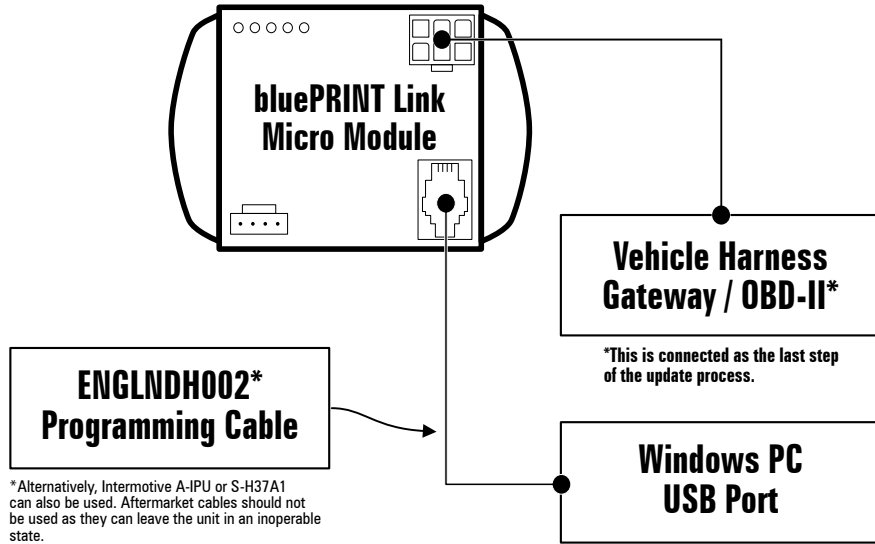 bluePRINT Link
Micro Module
Vehicle Harness
Gateway / OBD-II*
*This is connected as the last step
of the update process.
ENGLNDH002*
Programming Cable
*Alternatively, Intermotive A-IPU or S-H37A1
can also be used. Aftermarket cables should not
be used as they can leave the unit in an inoperable
state.
Windows PC
USB Port